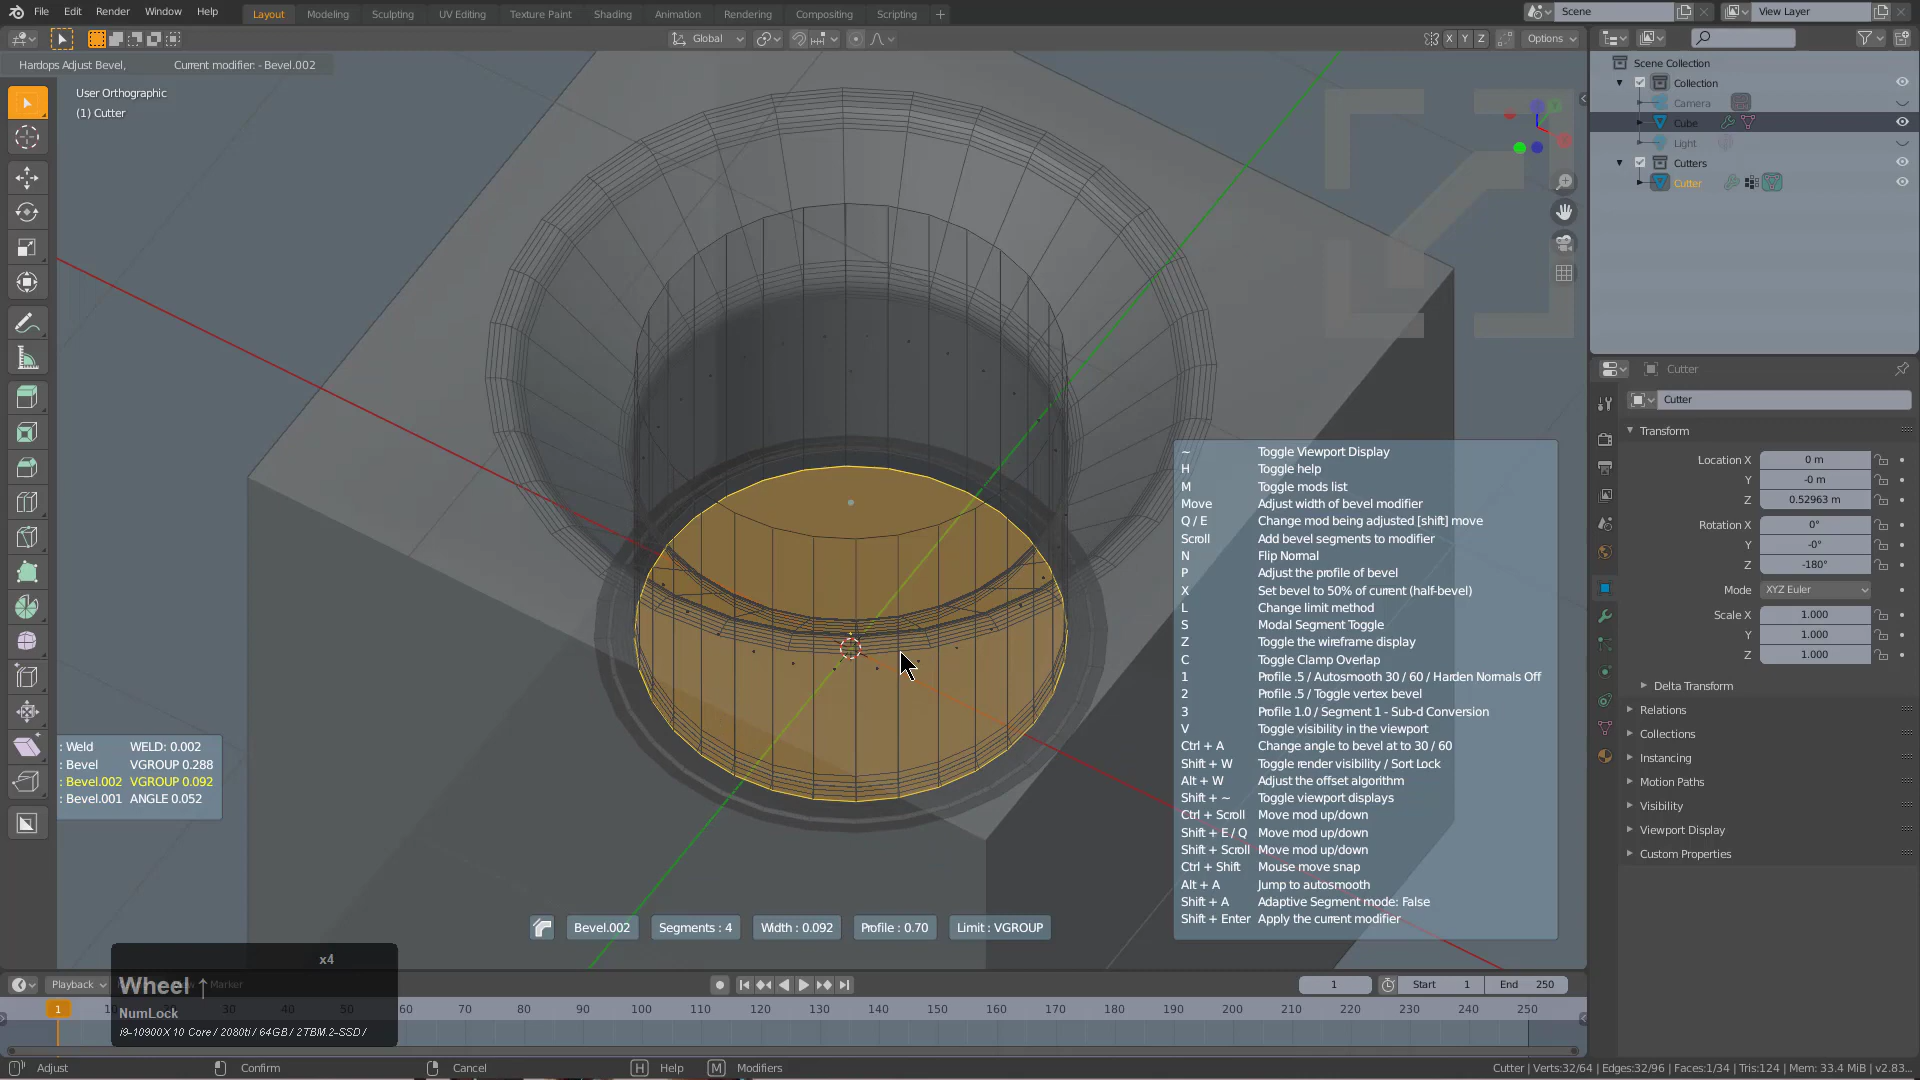 File Edit Render Window Help Layout Modeling Sculpting UV Editing Texture Paint Shading Animation Rendering Compositing Scripting + Scene View Layer
Global X Y Z Options
Hardops Adjust Bevel, Current modifier: - Bevel.002
User Orthographic
(1) Cutter
Scene Collection
Collection
Camera
Cube
Light
Cutters
Cutter
~ Toggle Viewport Display
H Toggle help
M Toggle mods list
Move Adjust width of bevel modifier
Q / E Change mod being adjusted [shift] move
Scroll Add bevel segments to modifier
N Flip Normal
P Adjust the profile of bevel
X Set bevel to 50% of current (half-bevel)
L Change limit method
S Modal Segment Toggle
Z Toggle the wireframe display
C Toggle Clamp Overlap
1 Profile .5 / Autosmooth 30 / 60 / Harden Normals Off
2 Profile .5 / Toggle vertex bevel
3 Profile 1.0 / Segment 1 - Sub-d Conversion
V Toggle visibility in the viewport
Ctrl + A Change angle to bevel at to 30 / 60
Shift + W Toggle render visibility / Sort Lock
Alt + W Adjust the offset algorithm
Shift + ~ Toggle viewport displays
Ctrl + Scroll Move mod up/down
Shift + E / Q Move mod up/down
Shift + Scroll Move mod up/down
Ctrl + Shift Mouse move snap
Alt + A Jump to autosmooth
Shift + A Adaptive Segment mode: False
Shift + Enter Apply the current modifier
: Weld WELD: 0.002
: Bevel VGROUP 0.288
: Bevel.002 VGROUP 0.092
: Bevel.001 ANGLE 0.052
Bevel.002 Segments : 4 Width : 0.092 Profile : 0.70 Limit : VGROUP
Cutter
Cutter
Transform
Location X 0 m
Y -0 m
Z 0.52963 m
Rotation X 0°
Y -0°
Z -180°
Mode XYZ Euler
Scale X 1.000
Y 1.000
Z 1.000
Delta Transform
Relations
Collections
Instancing
Motion Paths
Visibility
Viewport Display
Custom Properties
x4
Wheel ↑
NumLock
i9-10900X 10 Core / 2080ti / 64GB / 2TBM.2-SSD /
Playback Marker 1 Start 1 End 250
1 10 20 30 40 50 60 70 80 90 100 110 120 130 140 150 160 170 180 190 200 210 220 230 240 250
Adjust Confirm Cancel H Help M Modifiers Cutter | Verts:32/64 | Edges:32/96 | Faces:1/34 | Tris:124 | Mem: 33.4 MiB | v2.83...